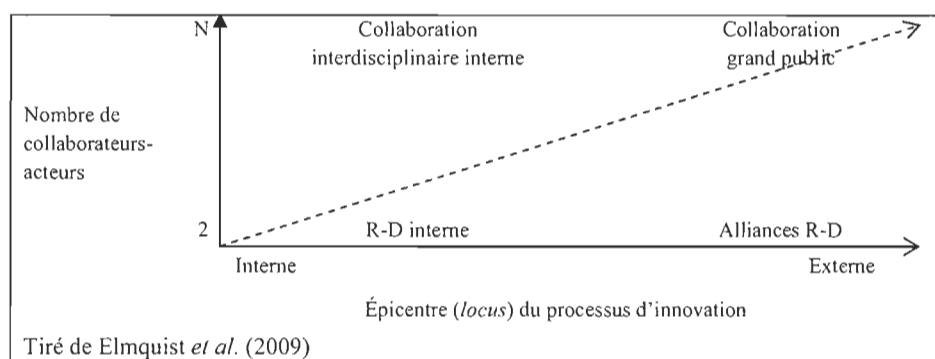 N
Collaboration
interdisciplinaire interne
Collaboration
grand public
Nombre de
collaborateurs-
acteurs
2
R-D interne
Alliances R-D
Interne
Externe
Épicentre (locus) du processus d'innovation
Tiré de Elmquist et al. (2009)